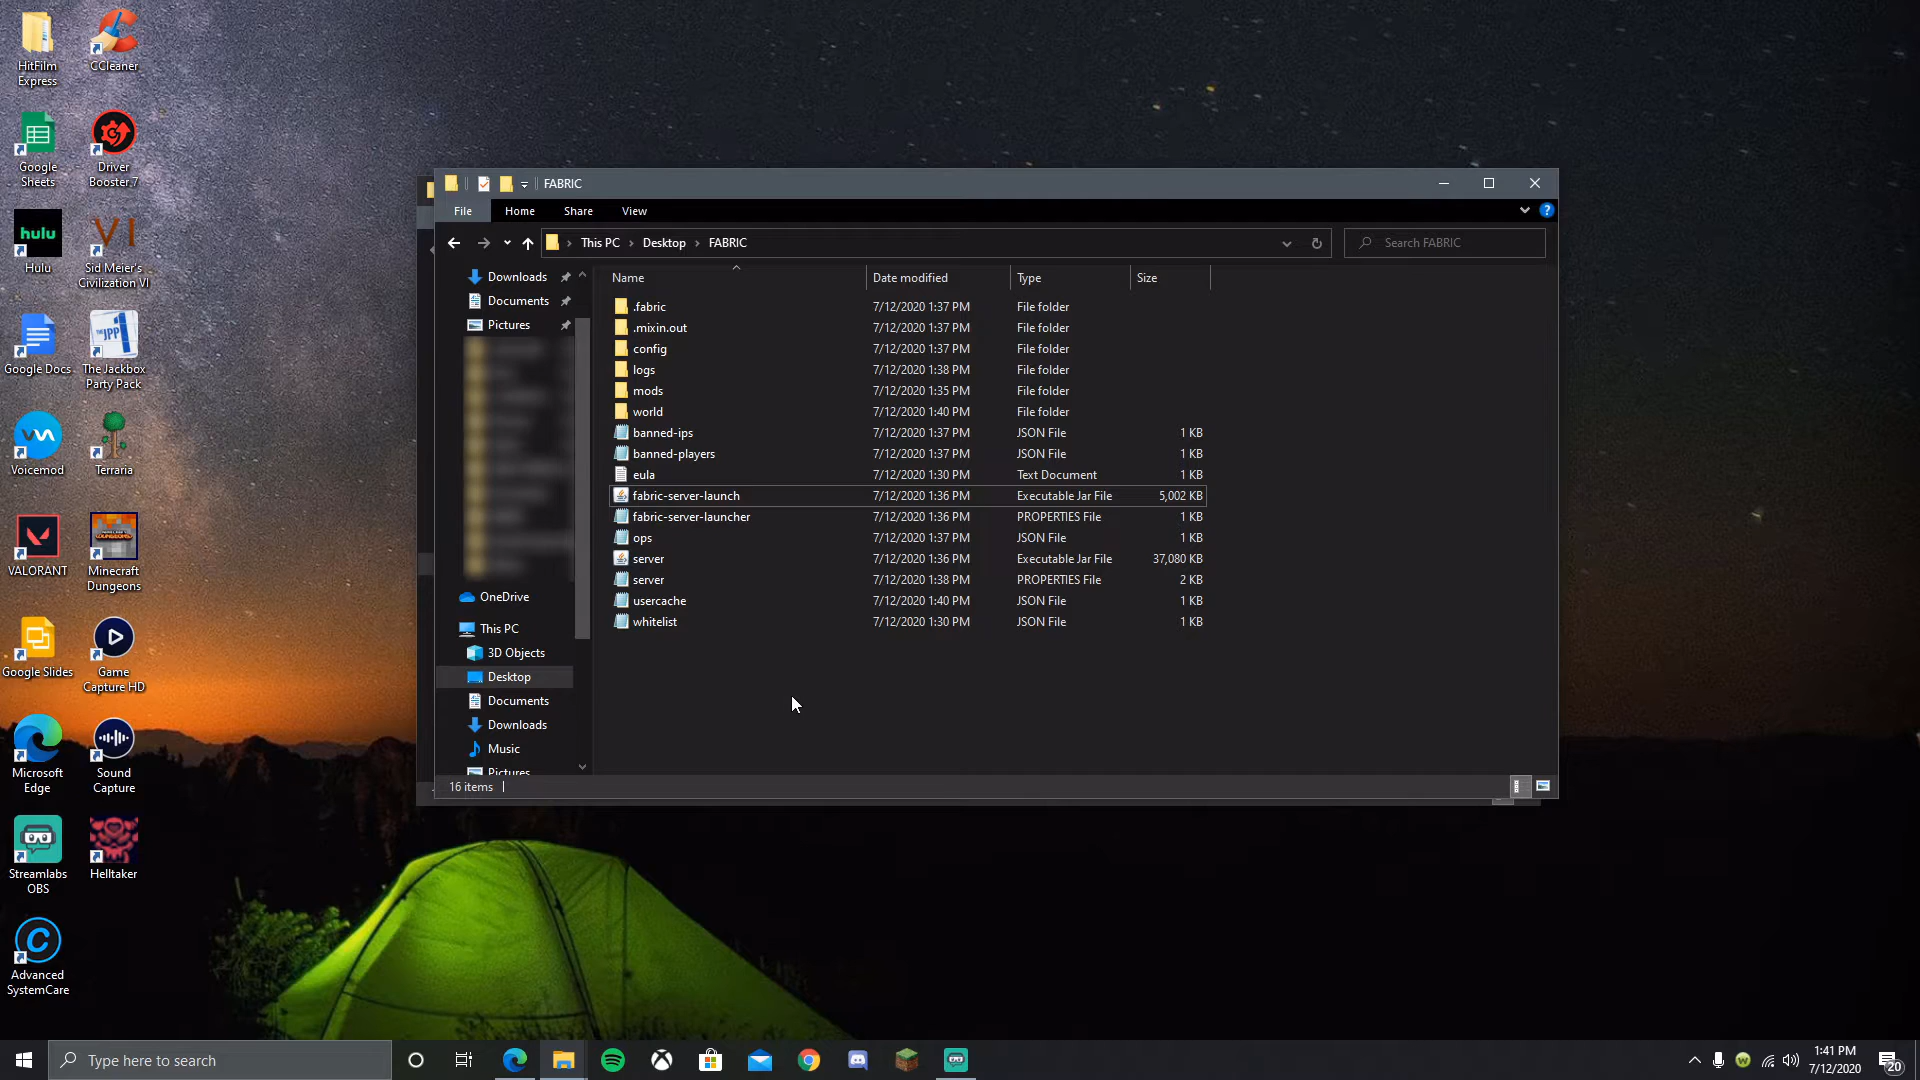 HitFilm
Express
CCleaner
Google
Sheets
Driver
Booster 7
hulu
Hulu
VI
Sid Meier's
Civilization VI
Google Docs
THE JPP 1
The Jackbox
Party Pack
Voicemod
Terraria
VALORANT
Minecraft
Dungeons
Google Slides
Game
Capture HD
Microsoft
Edge
Sound
Capture
Streamlabs
OBS
Helltaker
Advanced
SystemCare
FABRIC
File Home Share View
This PC › Desktop › FABRIC
Search FABRIC
Downloads
Documents
Pictures
OneDrive
This PC
3D Objects
Desktop
Documents
Downloads
Music
Pictures
Name Date modified Type Size
.fabric 7/12/2020 1:37 PM File folder
.mixin.out 7/12/2020 1:37 PM File folder
config 7/12/2020 1:37 PM File folder
logs 7/12/2020 1:38 PM File folder
mods 7/12/2020 1:35 PM File folder
world 7/12/2020 1:40 PM File folder
banned-ips 7/12/2020 1:37 PM JSON File 1 KB
banned-players 7/12/2020 1:37 PM JSON File 1 KB
eula 7/12/2020 1:30 PM Text Document 1 KB
fabric-server-launch 7/12/2020 1:36 PM Executable Jar File 5,002 KB
fabric-server-launcher 7/12/2020 1:36 PM PROPERTIES File 1 KB
ops 7/12/2020 1:37 PM JSON File 1 KB
server 7/12/2020 1:36 PM Executable Jar File 37,080 KB
server 7/12/2020 1:38 PM PROPERTIES File 2 KB
usercache 7/12/2020 1:40 PM JSON File 1 KB
whitelist 7/12/2020 1:30 PM JSON File 1 KB
16 items
Type here to search
1:41 PM
7/12/2020
20